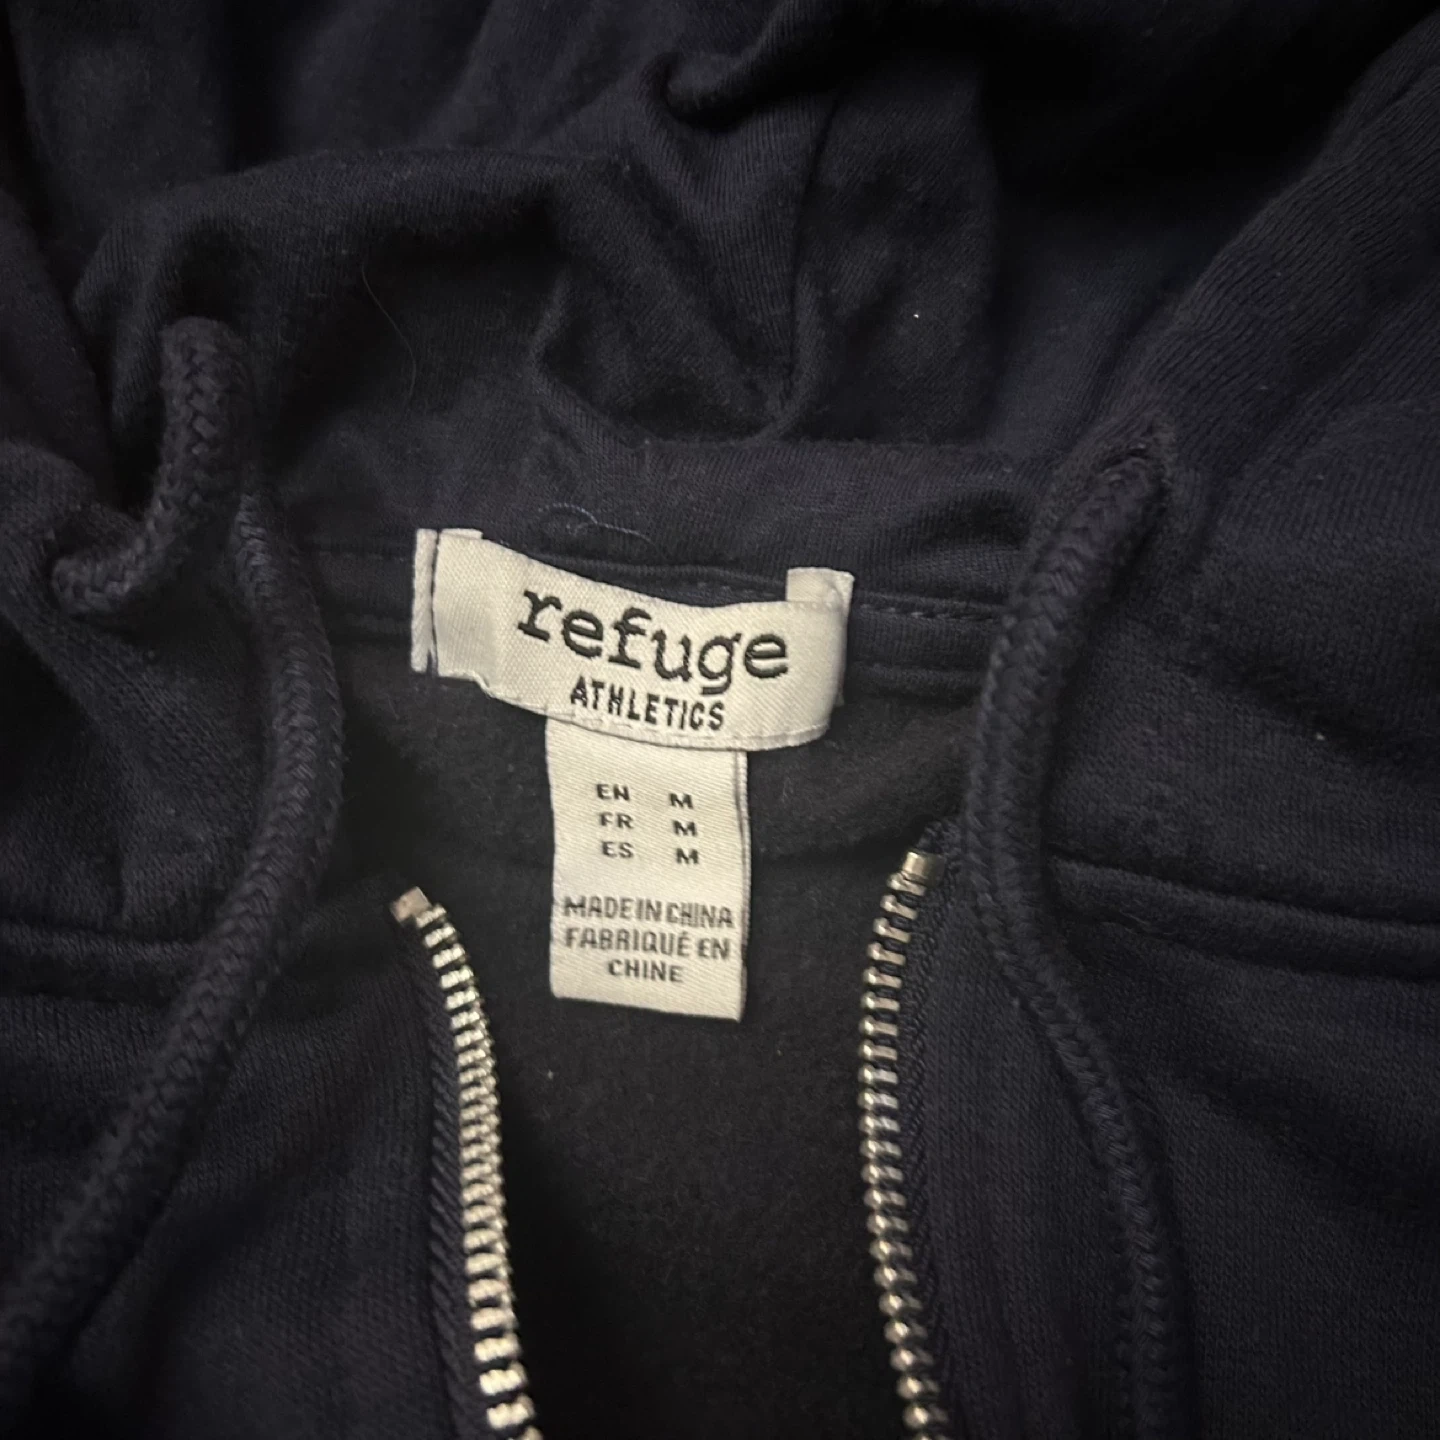 refuge
ATHLETICS
EN M
FR M
ES M
MADE IN CHINA
FABRIQUÉ EN
CHINE